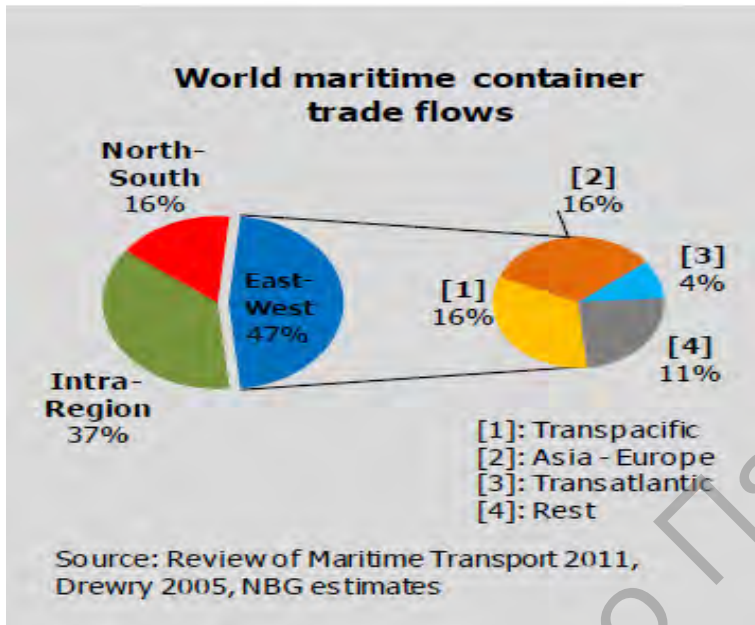 World maritime container
trade flows
North-
South
16%
East-
West
47%
Intra-
Region
37%
[2]
16%
[3]
4%
[1]
16%
[4]
11%
[1]: Transpacific
[2]: Asia - Europe
[3]: Transatlantic
[4]: Rest
Source: Review of Maritime Transport 2011,
Drewry 2005, NBG estimates